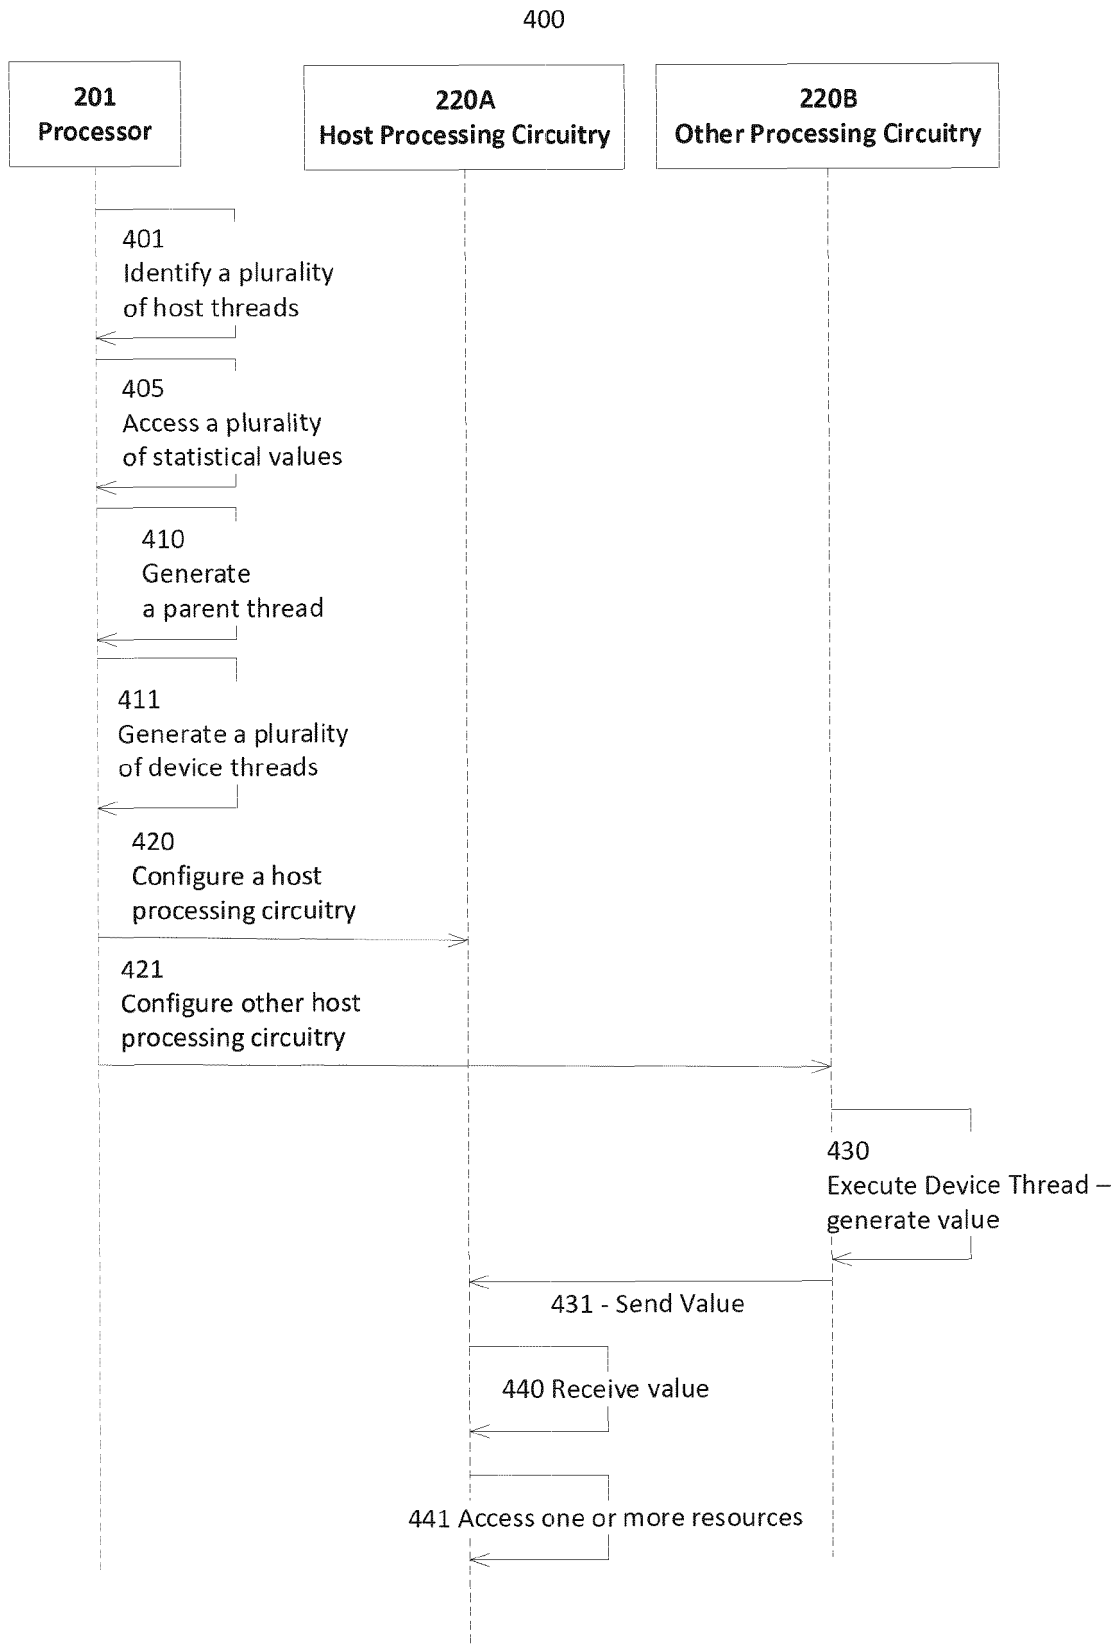 400
201
Processor
220A
Host Processing Circuitry
220B
Other Processing Circuitry
401
Identify a plurality
of host threads
405
Access a plurality
of statistical values
410
Generate
a parent thread
411
Generate a plurality
of device threads
420
Configure a host
processing circuitry
421
Configure other host
processing circuitry
430
Execute Device Thread –
generate value
431 - Send Value
440 Receive value
441 Access one or more resources